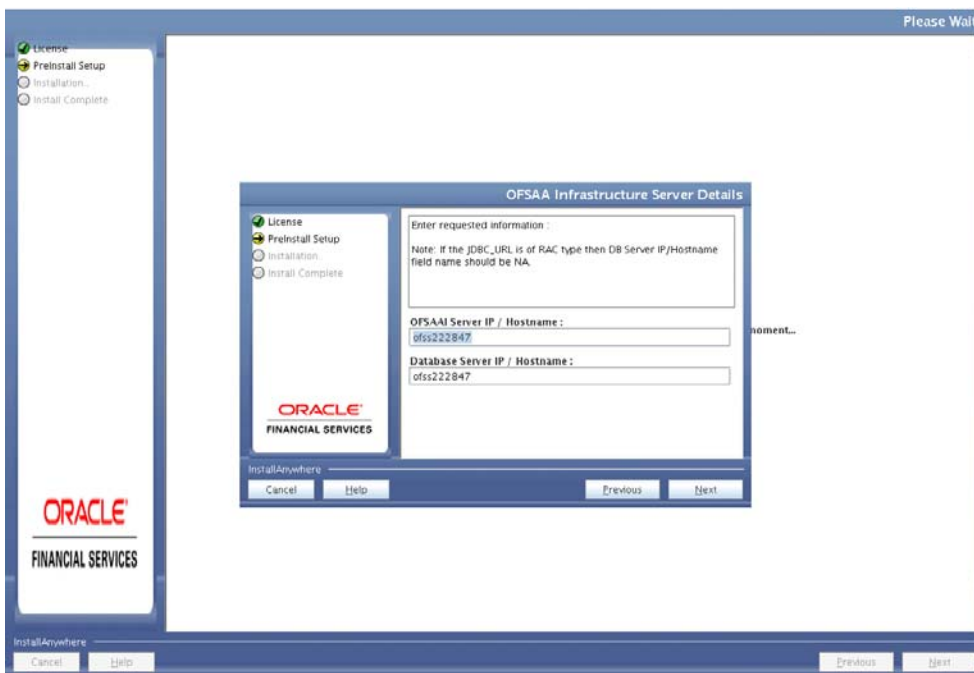 Please Wait
License
PreInstall Setup
Installation..
Install Complete
OFSAA Infrastructure Server Details
License
PreInstall Setup
Installation..
Install Complete
Enter requested information :
Note: If the JDBC_URL is of RAC type then DB Server IP/Hostname
field name should be NA.
OFSAAI Server IP / Hostname :
ofss222847
moment...
Database Server IP / Hostname :
ofss222847
ORACLE
FINANCIAL SERVICES
InstallAnywhere
Cancel Help Previous Next
ORACLE
FINANCIAL SERVICES
InstallAnywhere
Cancel Help Previous Next